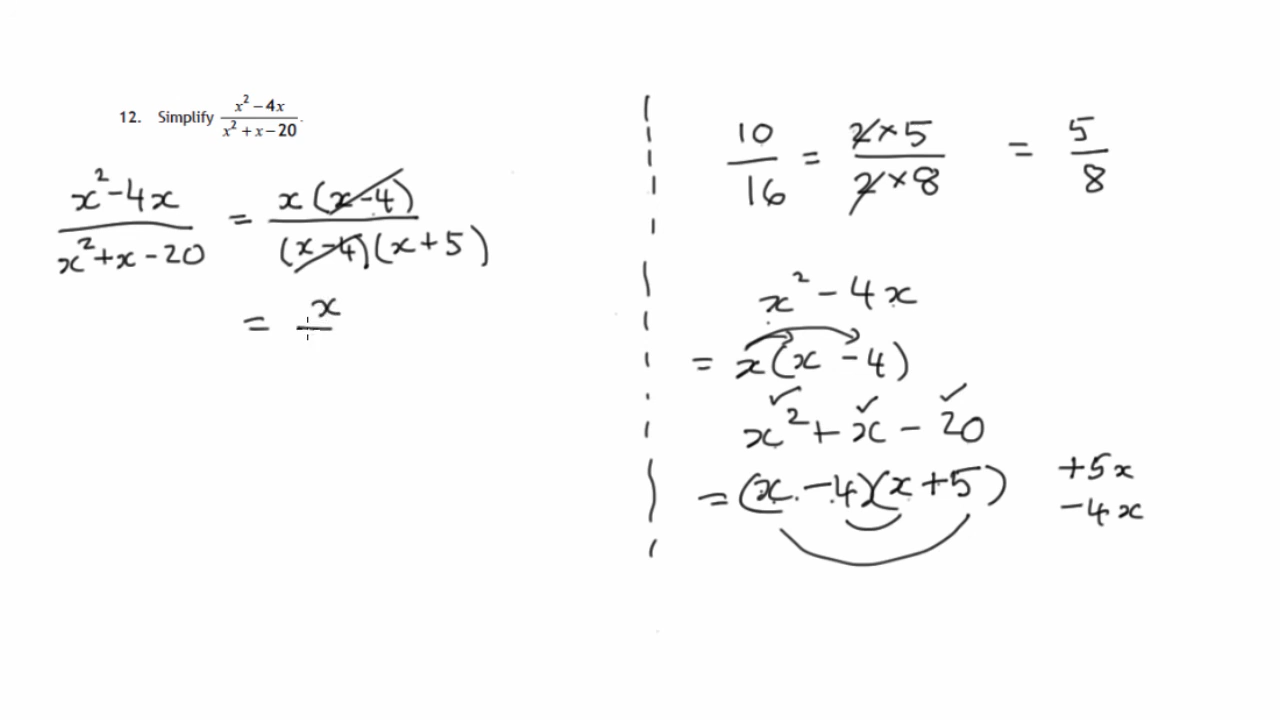 12. Simplify (x² − 4x)/(x² + x − 20).
(x² − 4x)/(x² + x − 20) = x(x − 4)/((x − 4)(x + 5))
= x/
10/16 = (2 × 5)/(2 × 8) = 5/8
x² − 4x
= x(x − 4)
x² + x − 20
= (x − 4)(x + 5)
+5x
−4x